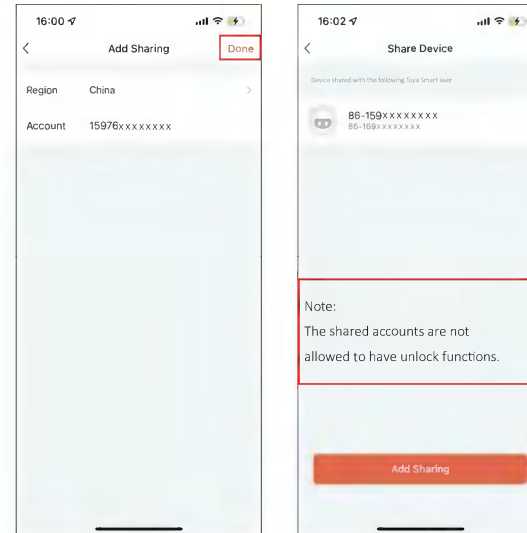 16:00
Add Sharing
Done
Region
China
Account
15976xxxxxxxx
16:02
Share Device
Device shared with the following Tuya Smart user
86-159xxxxxxxx
86-169xxxxxxxx
Note:
The shared accounts are not
allowed to have unlock functions.
Add Sharing